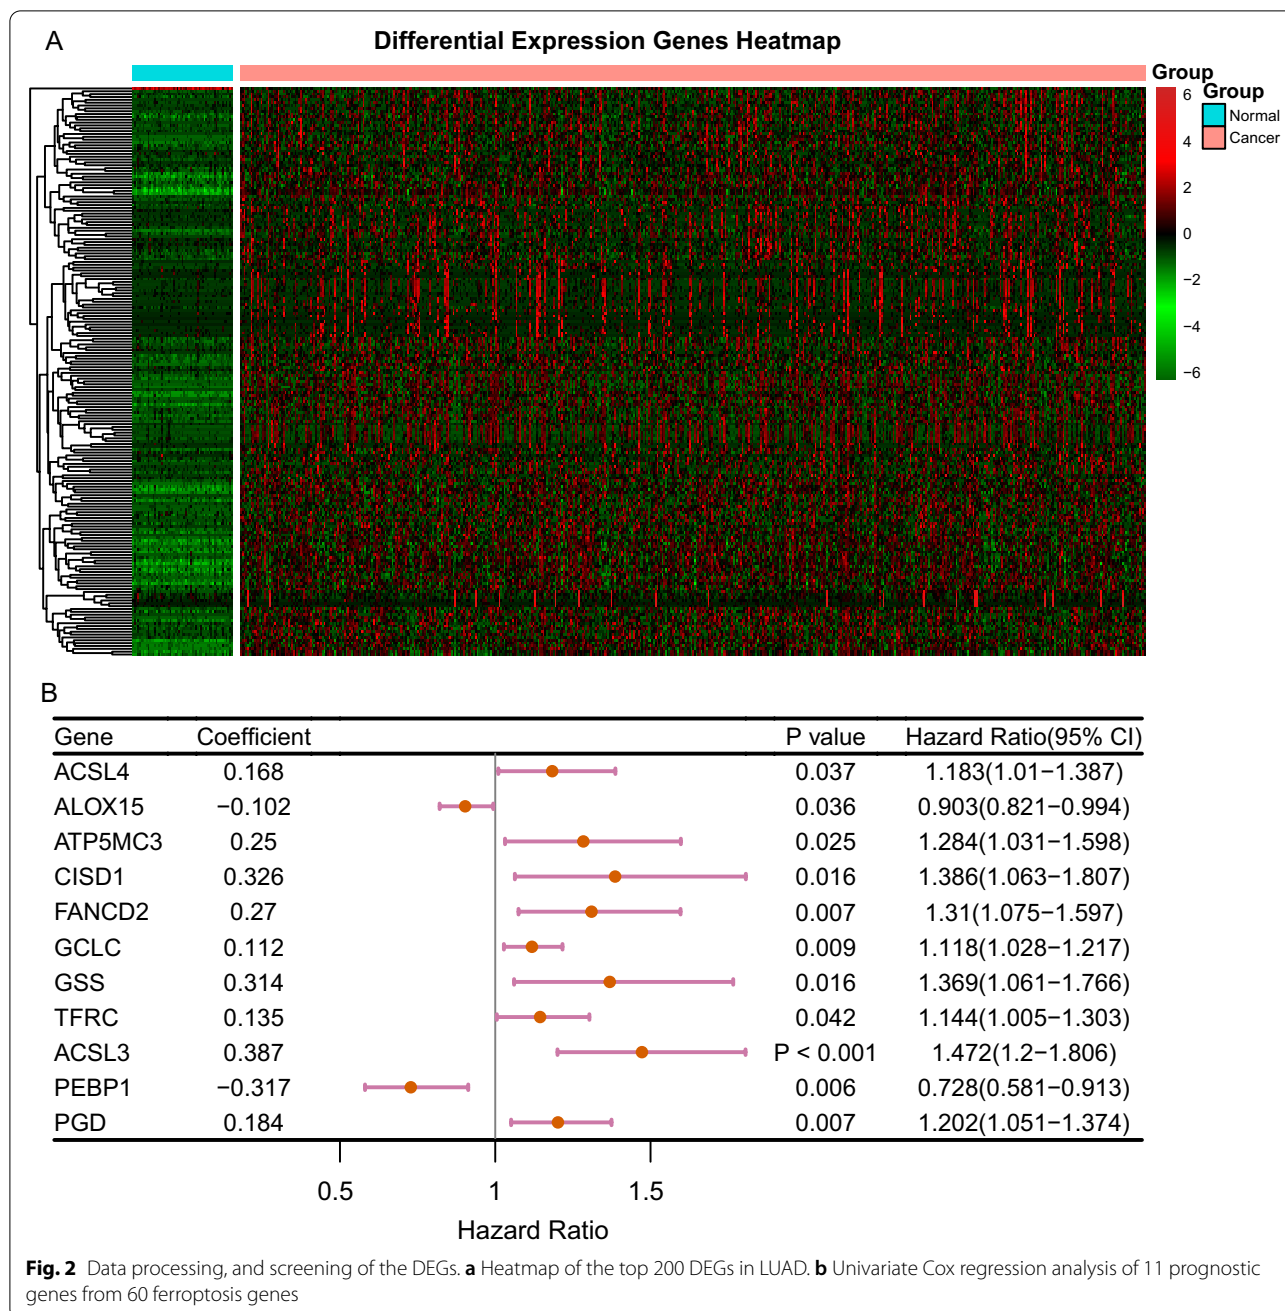 A
Differential Expression Genes Heatmap
Group
6
4
2
0
−2
−4
−6
Group
Normal
Cancer
B
Gene Coefficient P value Hazard Ratio(95% CI)
ACSL4 0.168 0.037 1.183(1.01−1.387)
ALOX15 −0.102 0.036 0.903(0.821−0.994)
ATP5MC3 0.25 0.025 1.284(1.031−1.598)
CISD1 0.326 0.016 1.386(1.063−1.807)
FANCD2 0.27 0.007 1.31(1.075−1.597)
GCLC 0.112 0.009 1.118(1.028−1.217)
GSS 0.314 0.016 1.369(1.061−1.766)
TFRC 0.135 0.042 1.144(1.005−1.303)
ACSL3 0.387 P < 0.001 1.472(1.2−1.806)
PEBP1 −0.317 0.006 0.728(0.581−0.913)
PGD 0.184 0.007 1.202(1.051−1.374)
0.5 1 1.5
Hazard Ratio
Fig. 2 Data processing, and screening of the DEGs. a Heatmap of the top 200 DEGs in LUAD. b Univariate Cox regression analysis of 11 prognostic
genes from 60 ferroptosis genes